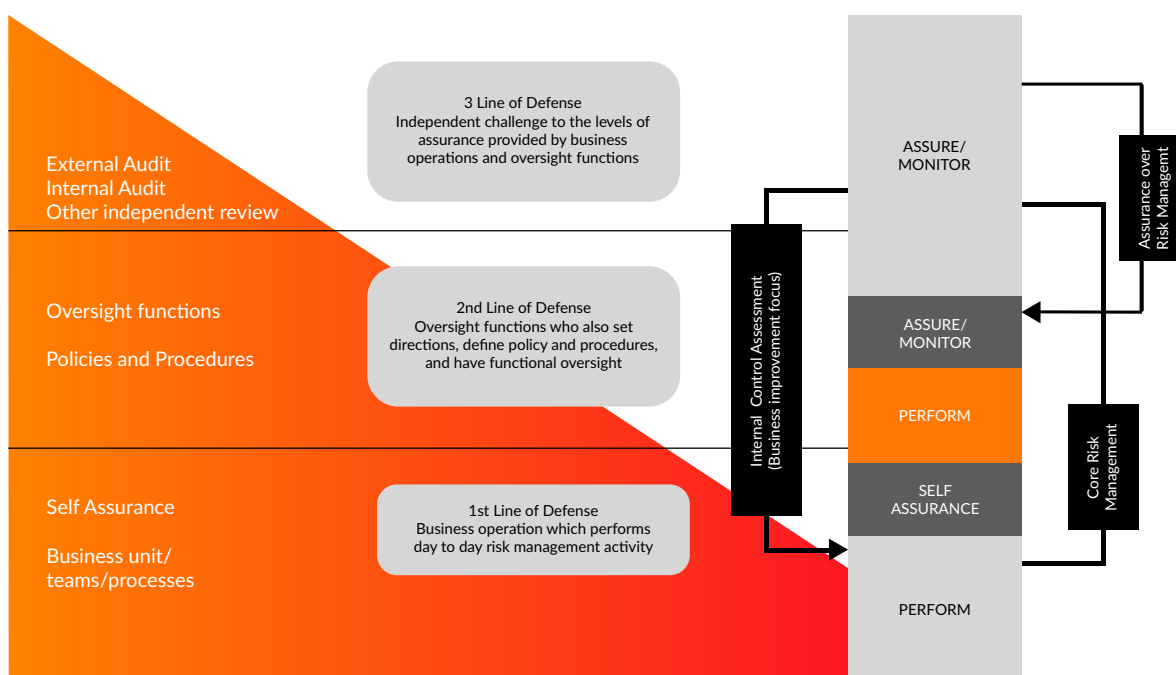 External Audit
Internal Audit
Other independent review
3 Line of Defense
Independent challenge to the levels of
assurance provided by business
operations and oversight functions
Oversight functions
Policies and Procedures
2nd Line of Defense
Oversight functions who also set
directions, define policy and procedures,
and have functional oversight
Self Assurance
Business unit/
teams/processes
1st Line of Defense
Business operation which performs
day to day risk management activity
Internal Control Assessment
(Business improvement focus)
ASSURE/
MONITOR
ASSURE/
MONITOR
PERFORM
SELF
ASSURANCE
PERFORM
Assurance over
Risk Managemt
Core Risk
Management